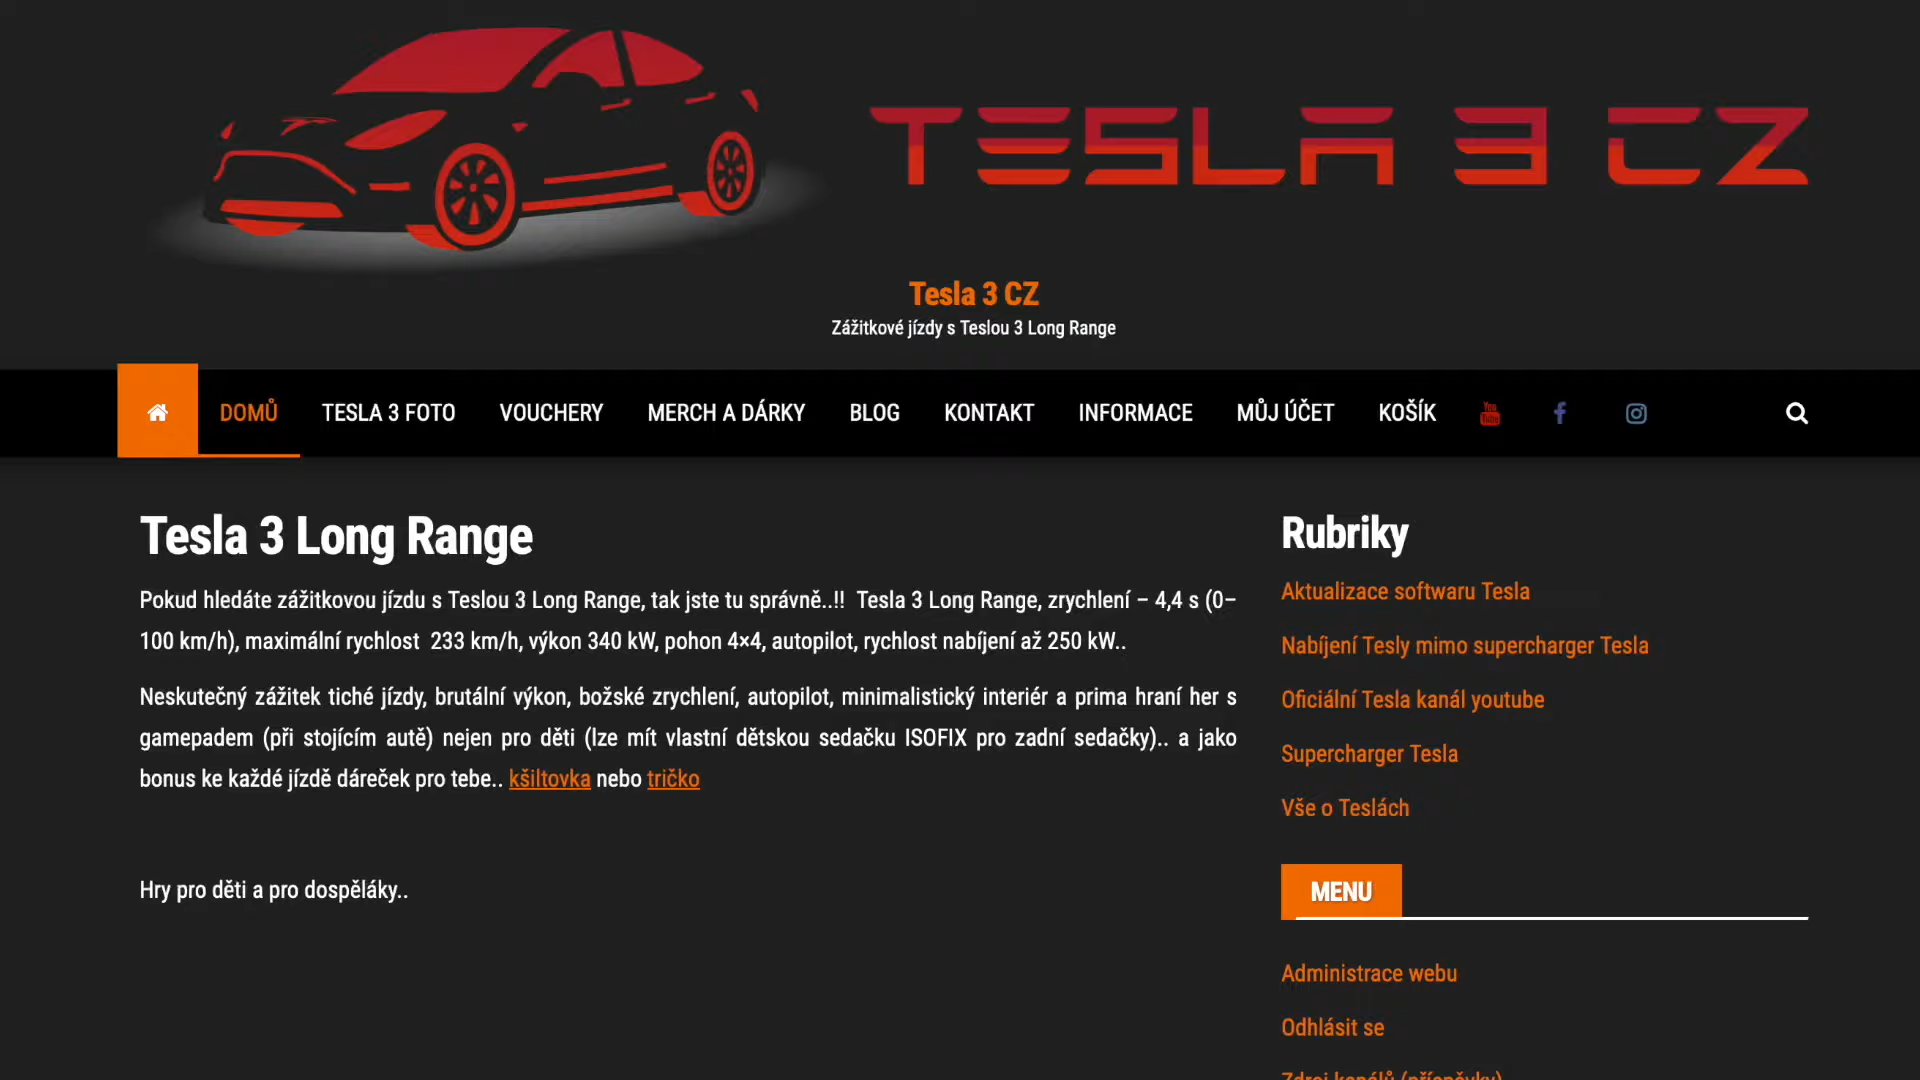 TESLA 3 CZ
Tesla 3 CZ
Zážitkové jízdy s Teslou 3 Long Range
DOMŮ TESLA 3 FOTO VOUCHERY MERCH A DÁRKY BLOG KONTAKT INFORMACE MŮJ ÚČET KOŠÍK You Tube
Tesla 3 Long Range
Pokud hledáte zážitkovou jízdu s Teslou 3 Long Range, tak jste tu správně..!! Tesla 3 Long Range, zrychlení – 4,4 s (0–
100 km/h), maximální rychlost 233 km/h, výkon 340 kW, pohon 4×4, autopilot, rychlost nabíjení až 250 kW..
Neskutečný zážitek tiché jízdy, brutální výkon, božské zrychlení, autopilot, minimalistický interiér a prima hraní her s
gamepadem (při stojícím autě) nejen pro děti (lze mít vlastní dětskou sedačku ISOFIX pro zadní sedačky).. a jako
bonus ke každé jízdě dáreček pro tebe.. kšiltovka nebo tričko
Hry pro děti a pro dospěláky..
Rubriky
Aktualizace softwaru Tesla
Nabíjení Tesly mimo supercharger Tesla
Oficiální Tesla kanál youtube
Supercharger Tesla
Vše o Teslách
MENU
Administrace webu
Odhlásit se
Zdroj kanálů (příspěvky)